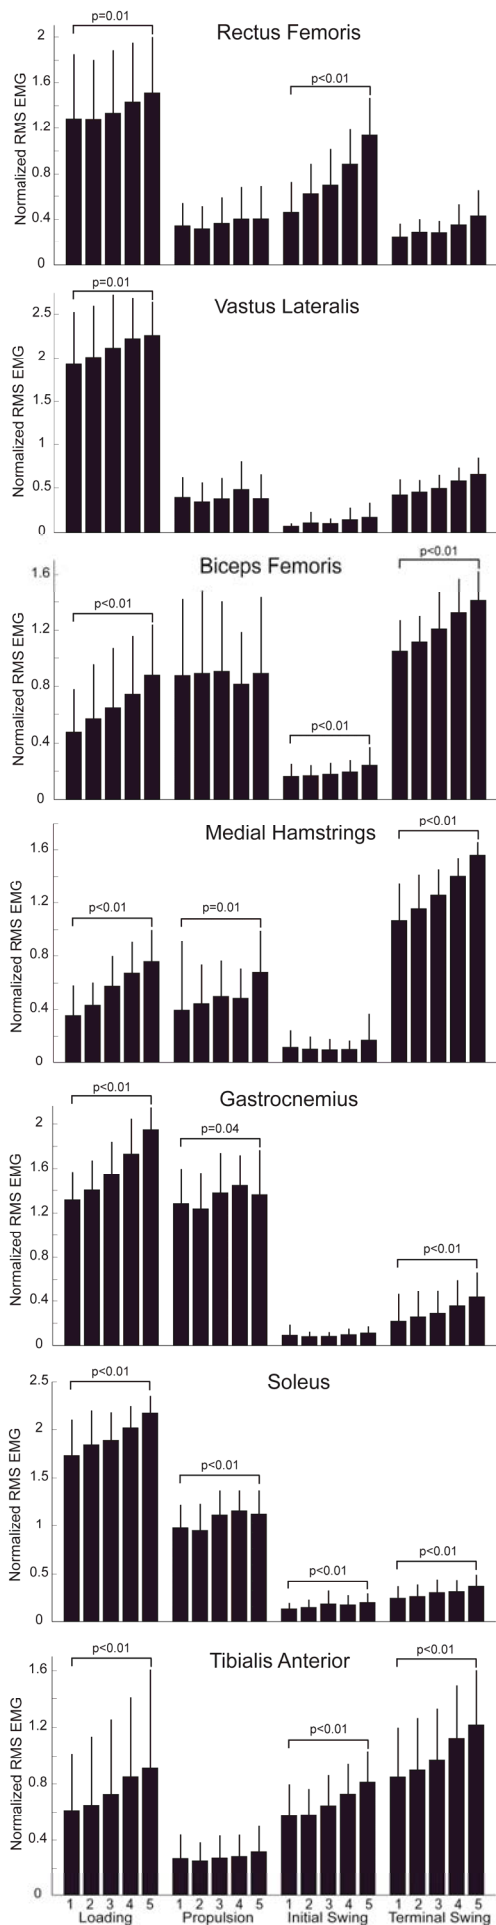 p=0.01
Rectus Femoris
p<0.01
Normalized RMS EMG
2
1.6
1.2
0.8
0.4
0
p=0.01
Vastus Lateralis
Normalized RMS EMG
2.5
2
1.5
1
0.5
0
Biceps Femoris
p<0.01
p<0.01
p<0.01
Normalized RMS EMG
1.6
1.2
0.8
0.4
0
Medial Hamstrings
p<0.01
p<0.01
p=0.01
Normalized RMS EMG
1.6
1.2
0.8
0.4
0
Gastrocnemius
p<0.01
p=0.04
p<0.01
Normalized RMS EMG
2
1.6
1.2
0.8
0.4
0
Soleus
p<0.01
p<0.01
p<0.01
p<0.01
Normalized RMS EMG
2.5
2
1.5
1
0.5
0
Tibialis Anterior
p<0.01
p<0.01
p<0.01
Normalized RMS EMG
1.6
1.2
0.8
0.4
0
1 2 3 4 5 1 2 3 4 5 1 2 3 4 5 1 2 3 4 5
Loading Propulsion Initial Swing Terminal Swing